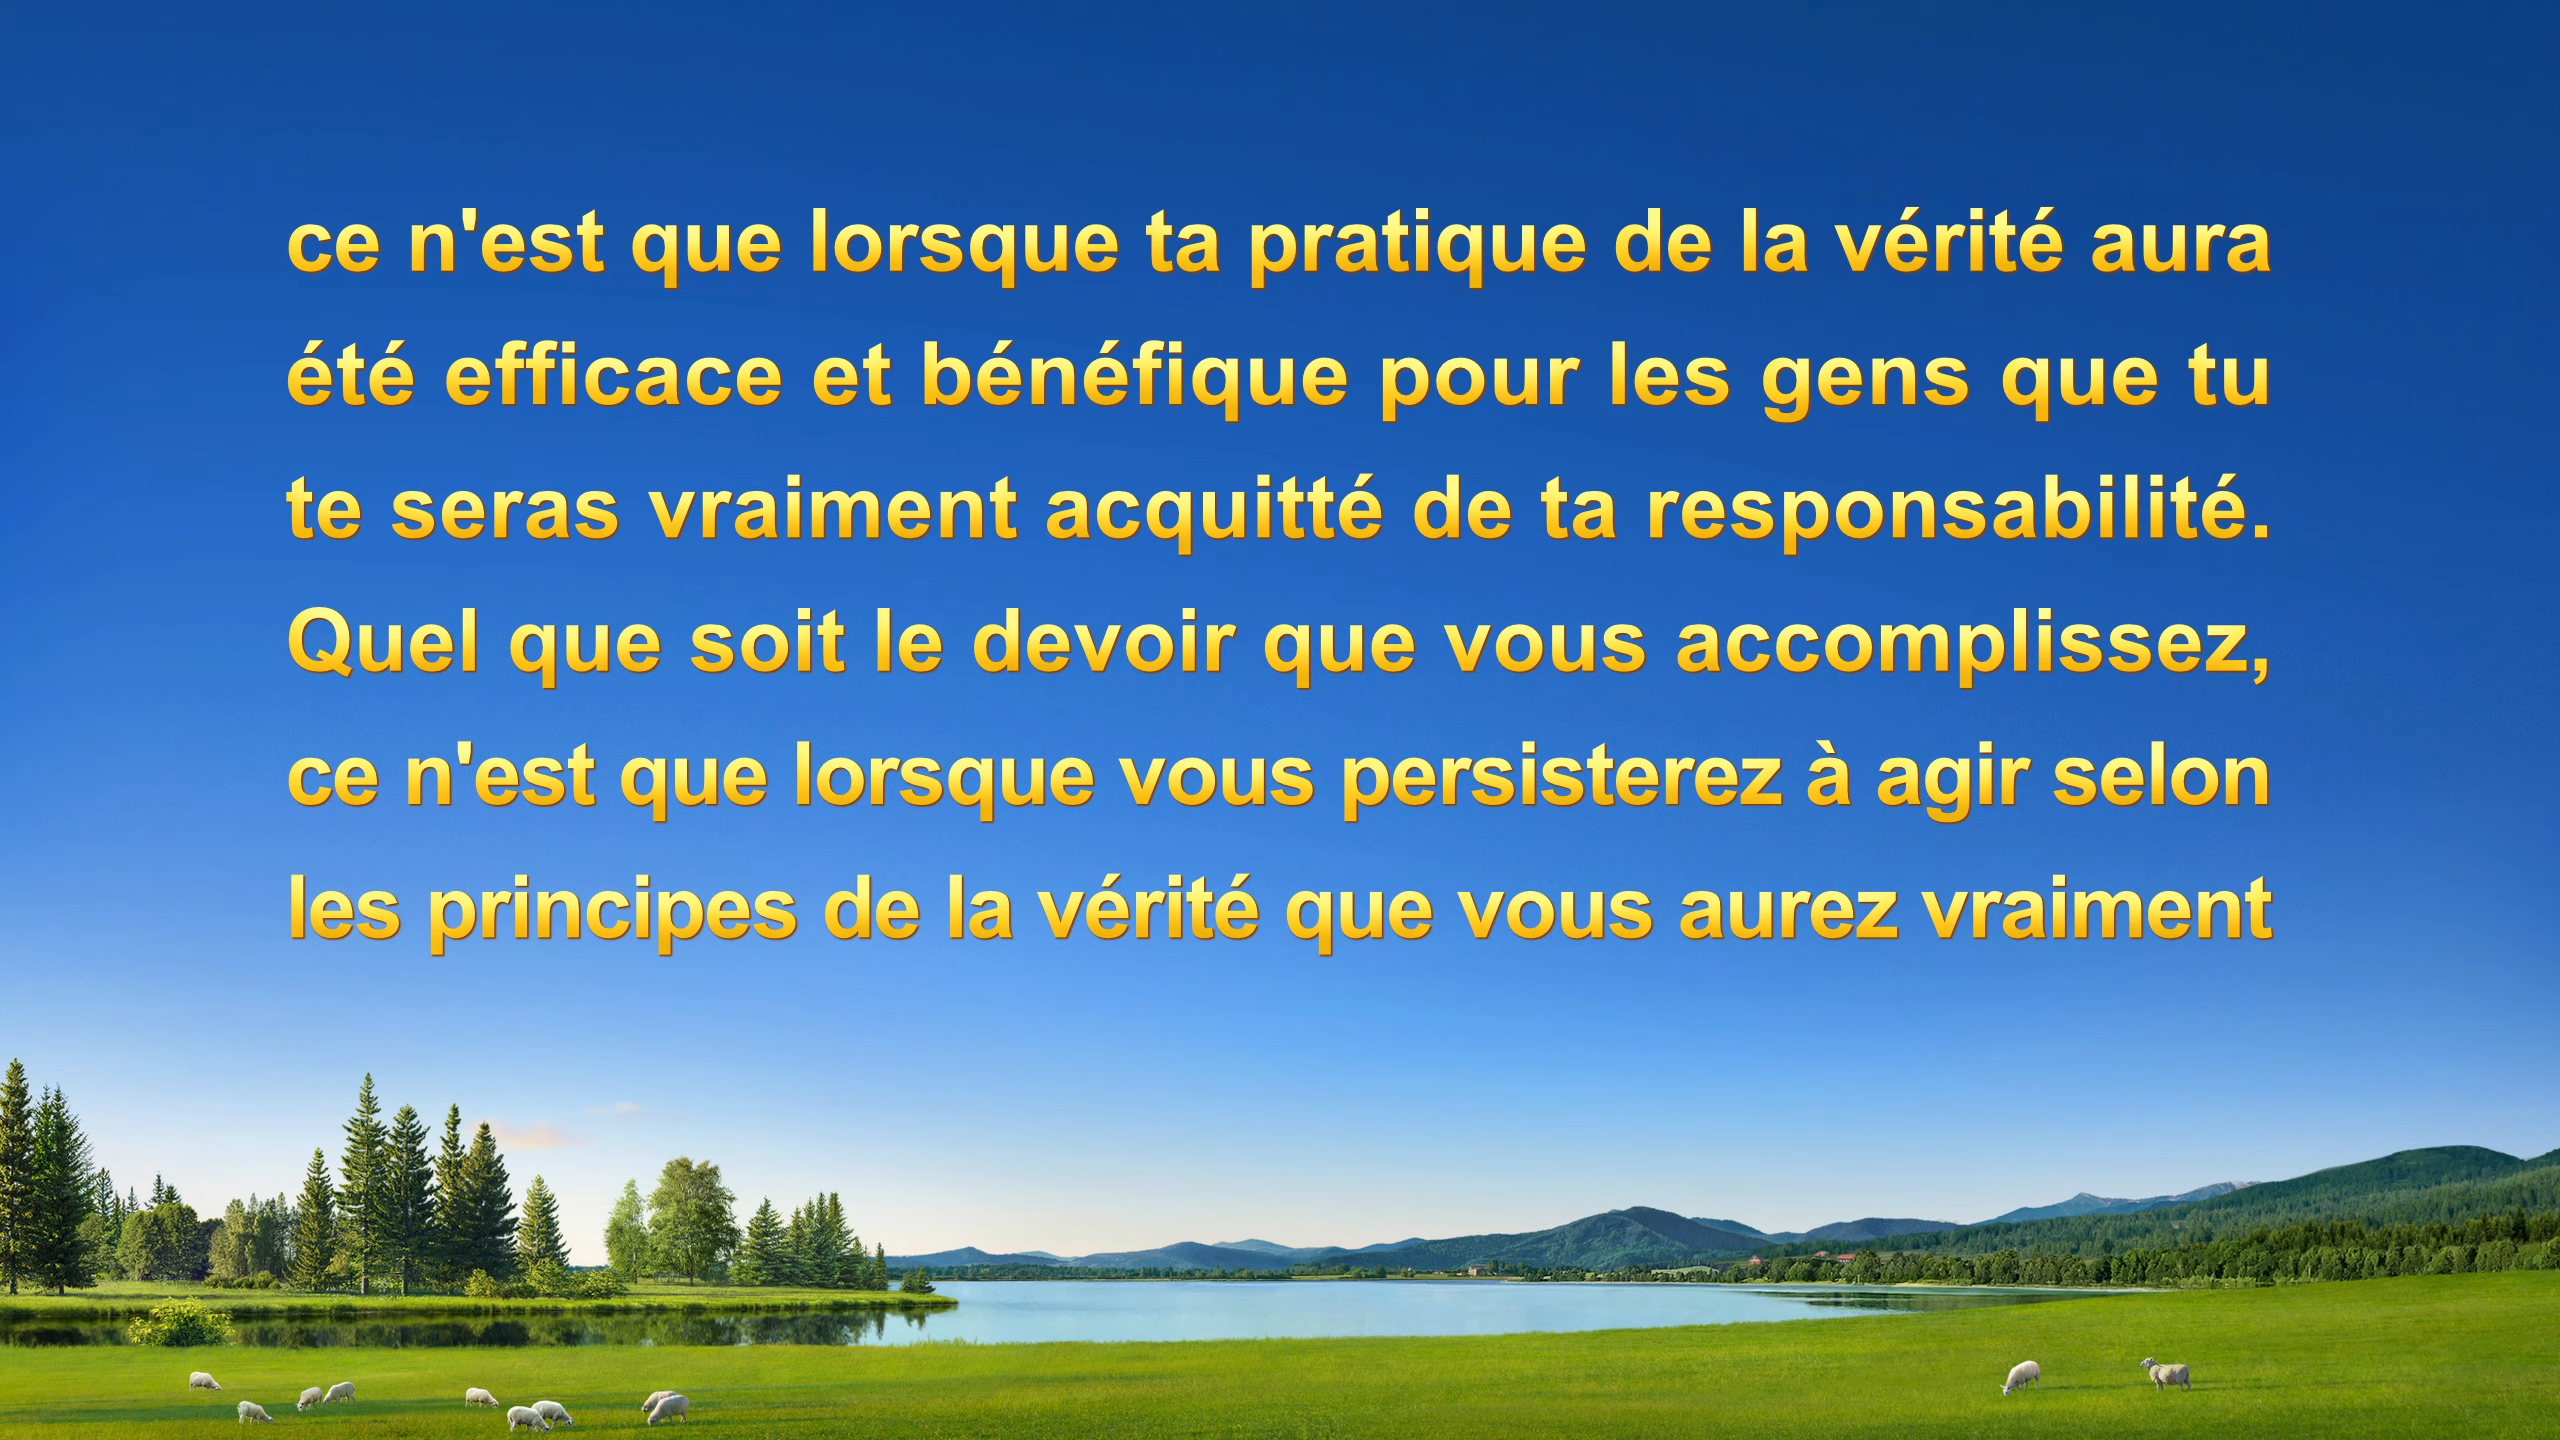 ce n'est que lorsque ta pratique de la vérité aura
été efficace et bénéfique pour les gens que tu
te seras vraiment acquitté de ta responsabilité.
Quel que soit le devoir que vous accomplissez,
ce n'est que lorsque vous persisterez à agir selon
les principes de la vérité que vous aurez vraiment